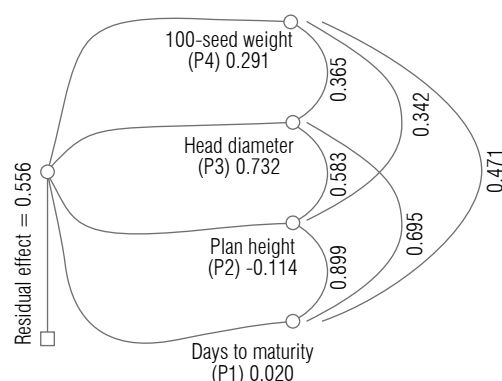 100-seed weight
(P4) 0.291
0.365
0.342
0.471
Head diameter
(P3) 0.732
0.583
0.695
Residual effect = 0.556
Plan height
(P2) -0.114
0.899
Days to maturity
(P1) 0.020